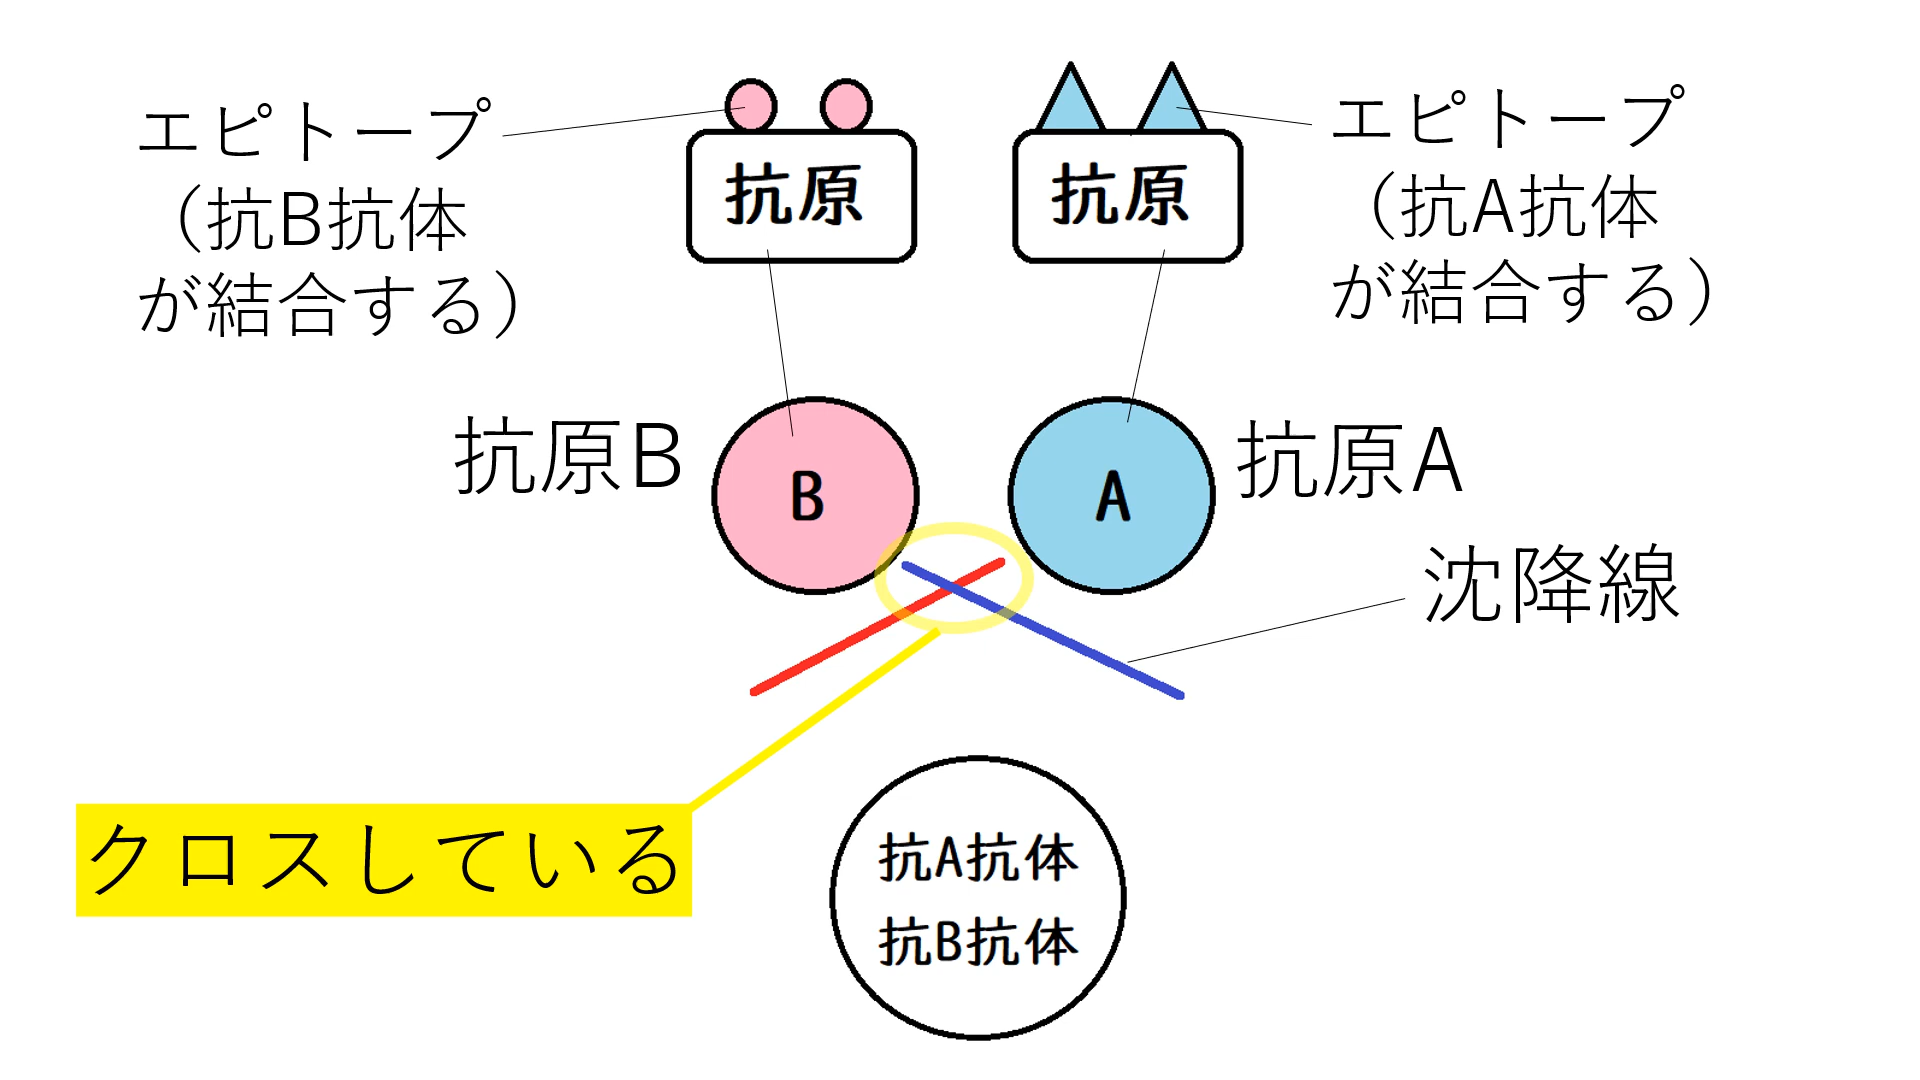 エピトープ
（抗B抗体
が結合する）
抗原
抗原
エピトープ
（抗A抗体
が結合する）
抗原B
B
A
抗原A
沈降線
クロスしている
抗A抗体
抗B抗体